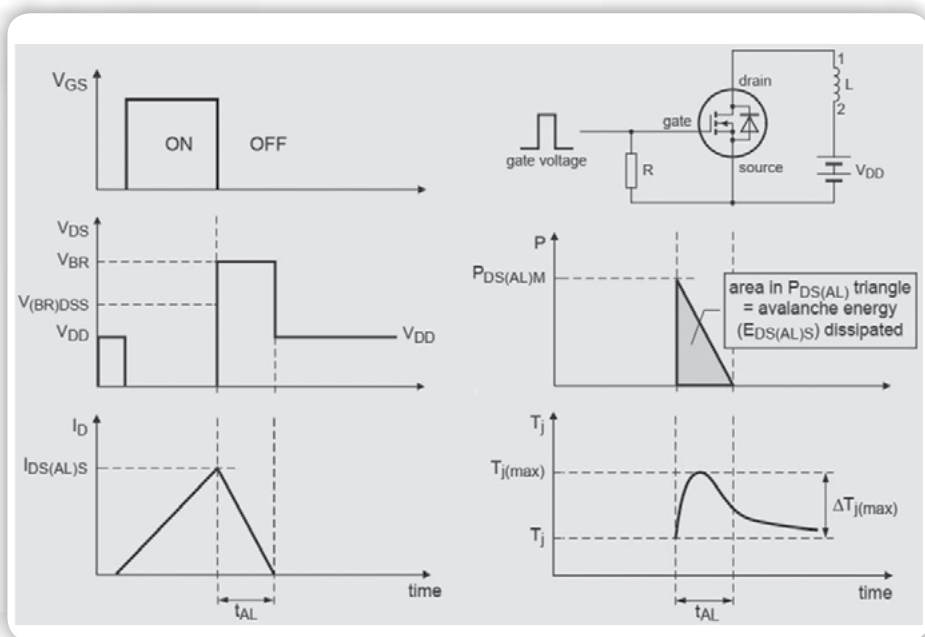 VGS
ON
OFF
VDS
VBR
V(BR)DSS
VDD
VDD
ID
IDS(AL)S
tAL
time
1
L
2
drain
gate
source
gate voltage
R
VDD
P
PDS(AL)M
area in PDS(AL) triangle
= avalanche energy
(EDS(AL)S) dissipated
Tj
Tj(max)
ΔTj(max)
Tj
tAL
time